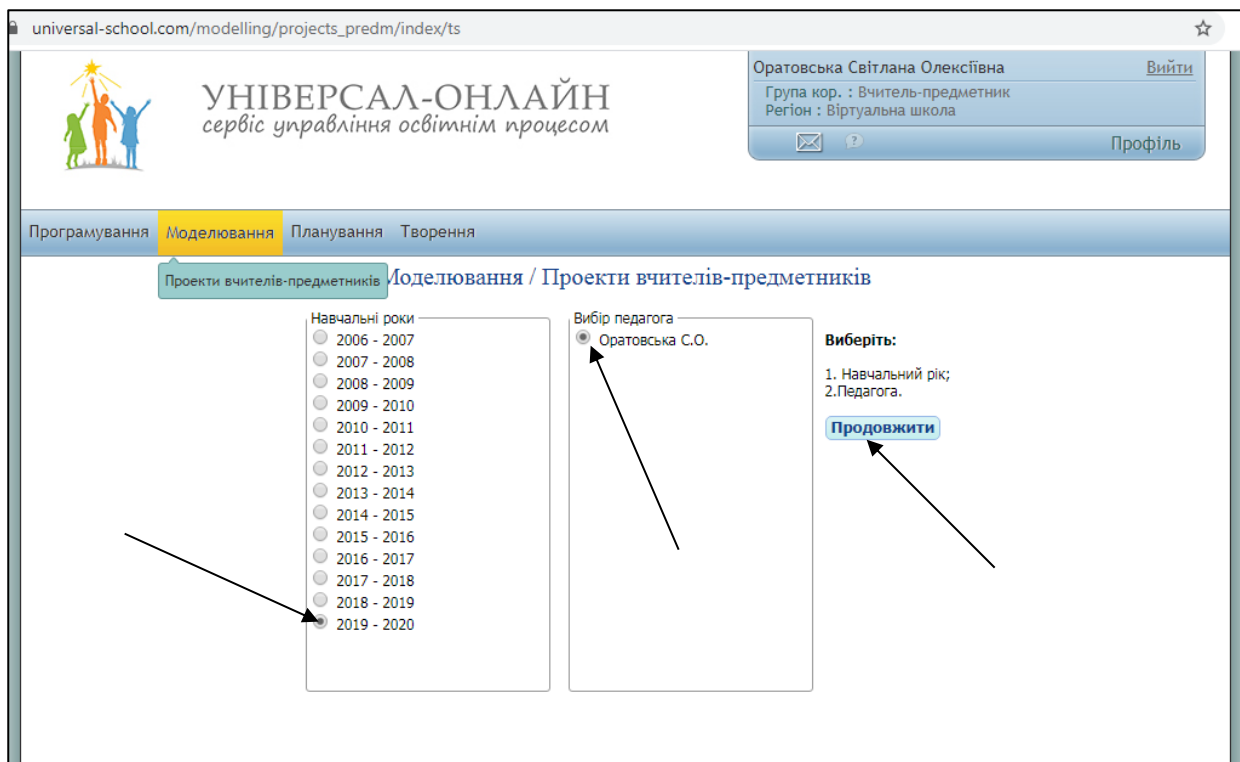 universal-school.com/modelling/projects_predm/index/ts
УНІВЕРСАЛ-ОНЛАЙН
сервіс управління освітнім процесом
Оратовська Світлана Олексіївна Вийти
Група кор. : Вчитель-предметник
Регіон : Віртуальна школа
Профіль
Програмування Моделювання Планування Творення
Проекти вчителів-предметників
Моделювання / Проекти вчителів-предметників
Навчальні роки
2006 - 2007
2007 - 2008
2008 - 2009
2009 - 2010
2010 - 2011
2011 - 2012
2012 - 2013
2013 - 2014
2014 - 2015
2015 - 2016
2016 - 2017
2017 - 2018
2018 - 2019
2019 - 2020
Вибір педагога
Оратовська С.О.
Виберіть:
1. Навчальний рік;
2.Педагога.
Продовжити